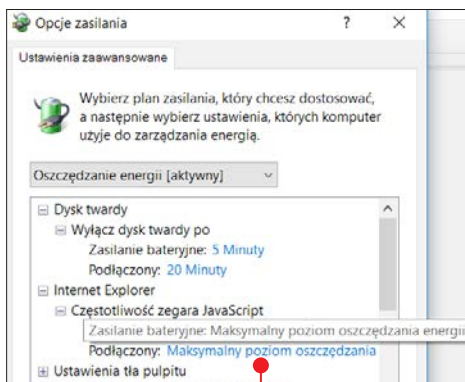 Opcje zasilania
Ustawienia zaawansowane
Wybierz plan zasilania, który chcesz dostosować,
a następnie wybierz ustawienia, których komputer
użyje do zarządzania energią.
Oszczędzanie energii [aktywny]
Dysk twardy
Wyłącz dysk twardy po
Zasilanie bateryjne: 5 Minuty
Podłączony: 20 Minuty
Internet Explorer
Częstotliwość zegara JavaScript
Zasilanie bateryjne: Maksymalny poziom oszczędzania energii
Podłączony: Maksymalny poziom oszczędzania
Ustawienia tła pulpitu